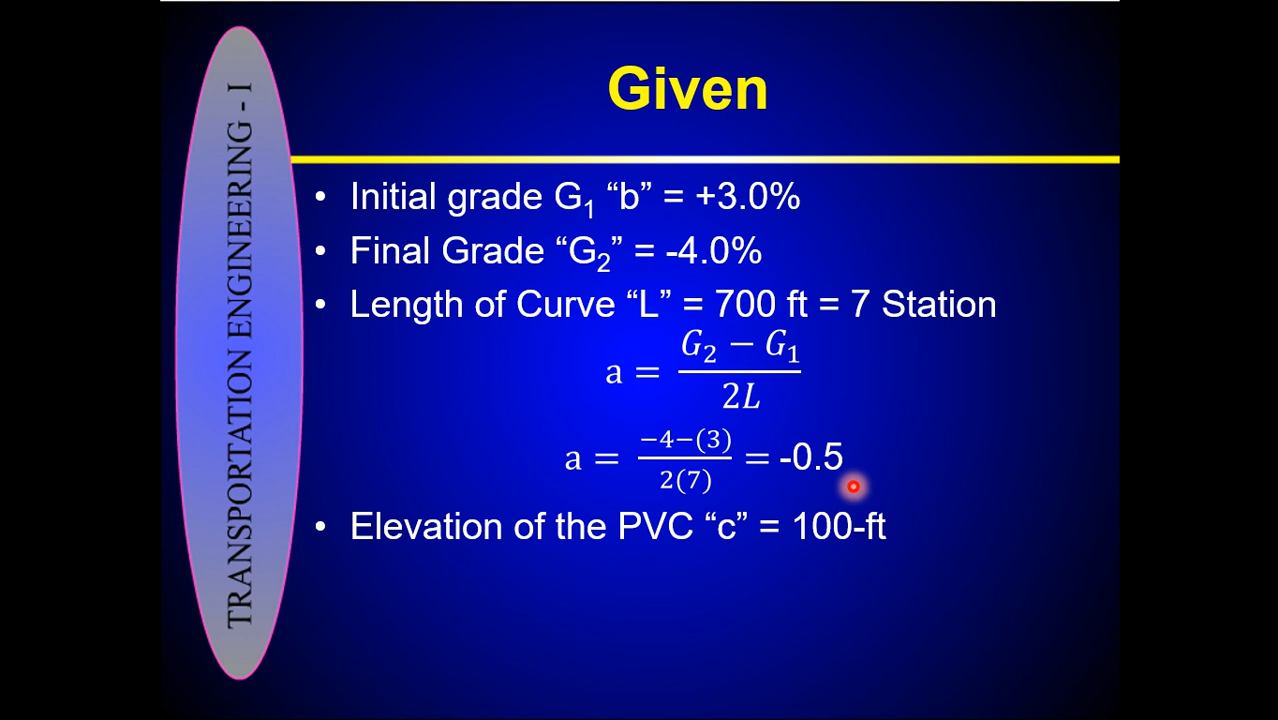 TRANSPORTATION ENGINEERING - I
Given
• Initial grade G₁ “b” = +3.0%
• Final Grade “G₂” = -4.0%
• Length of Curve “L” = 700 ft = 7 Station
a = (G₂ − G₁) / 2L
a = (−4−(3)) / 2(7) = -0.5
• Elevation of the PVC “c” = 100-ft